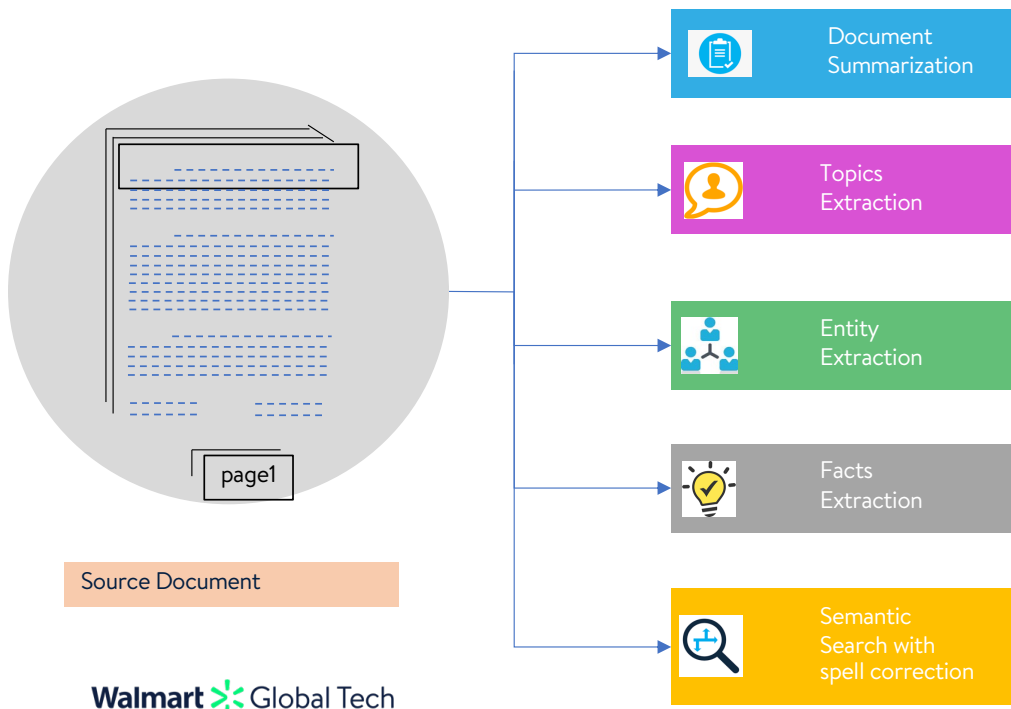 page1
Source Document
Walmart Global Tech
Document
Summarization
Topics
Extraction
Entity
Extraction
Facts
Extraction
Semantic
Search with
spell correction